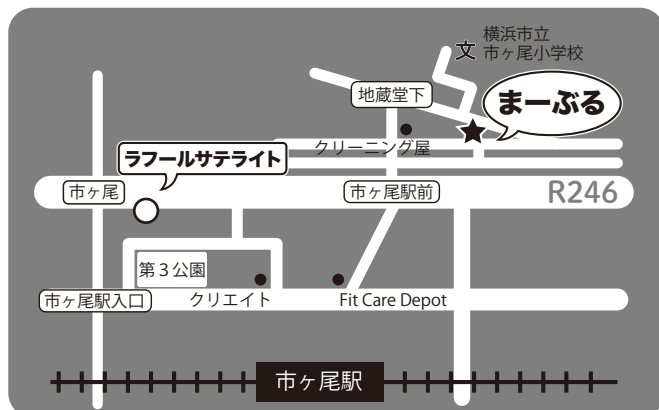 横浜市立
市ヶ尾小学校
文
地蔵堂下
まーぶる
クリーニング屋
ラフールサテライト
市ヶ尾
市ヶ尾駅前
R246
第3公園
市ヶ尾駅入口
クリエイト
Fit Care Depot
市ヶ尾駅